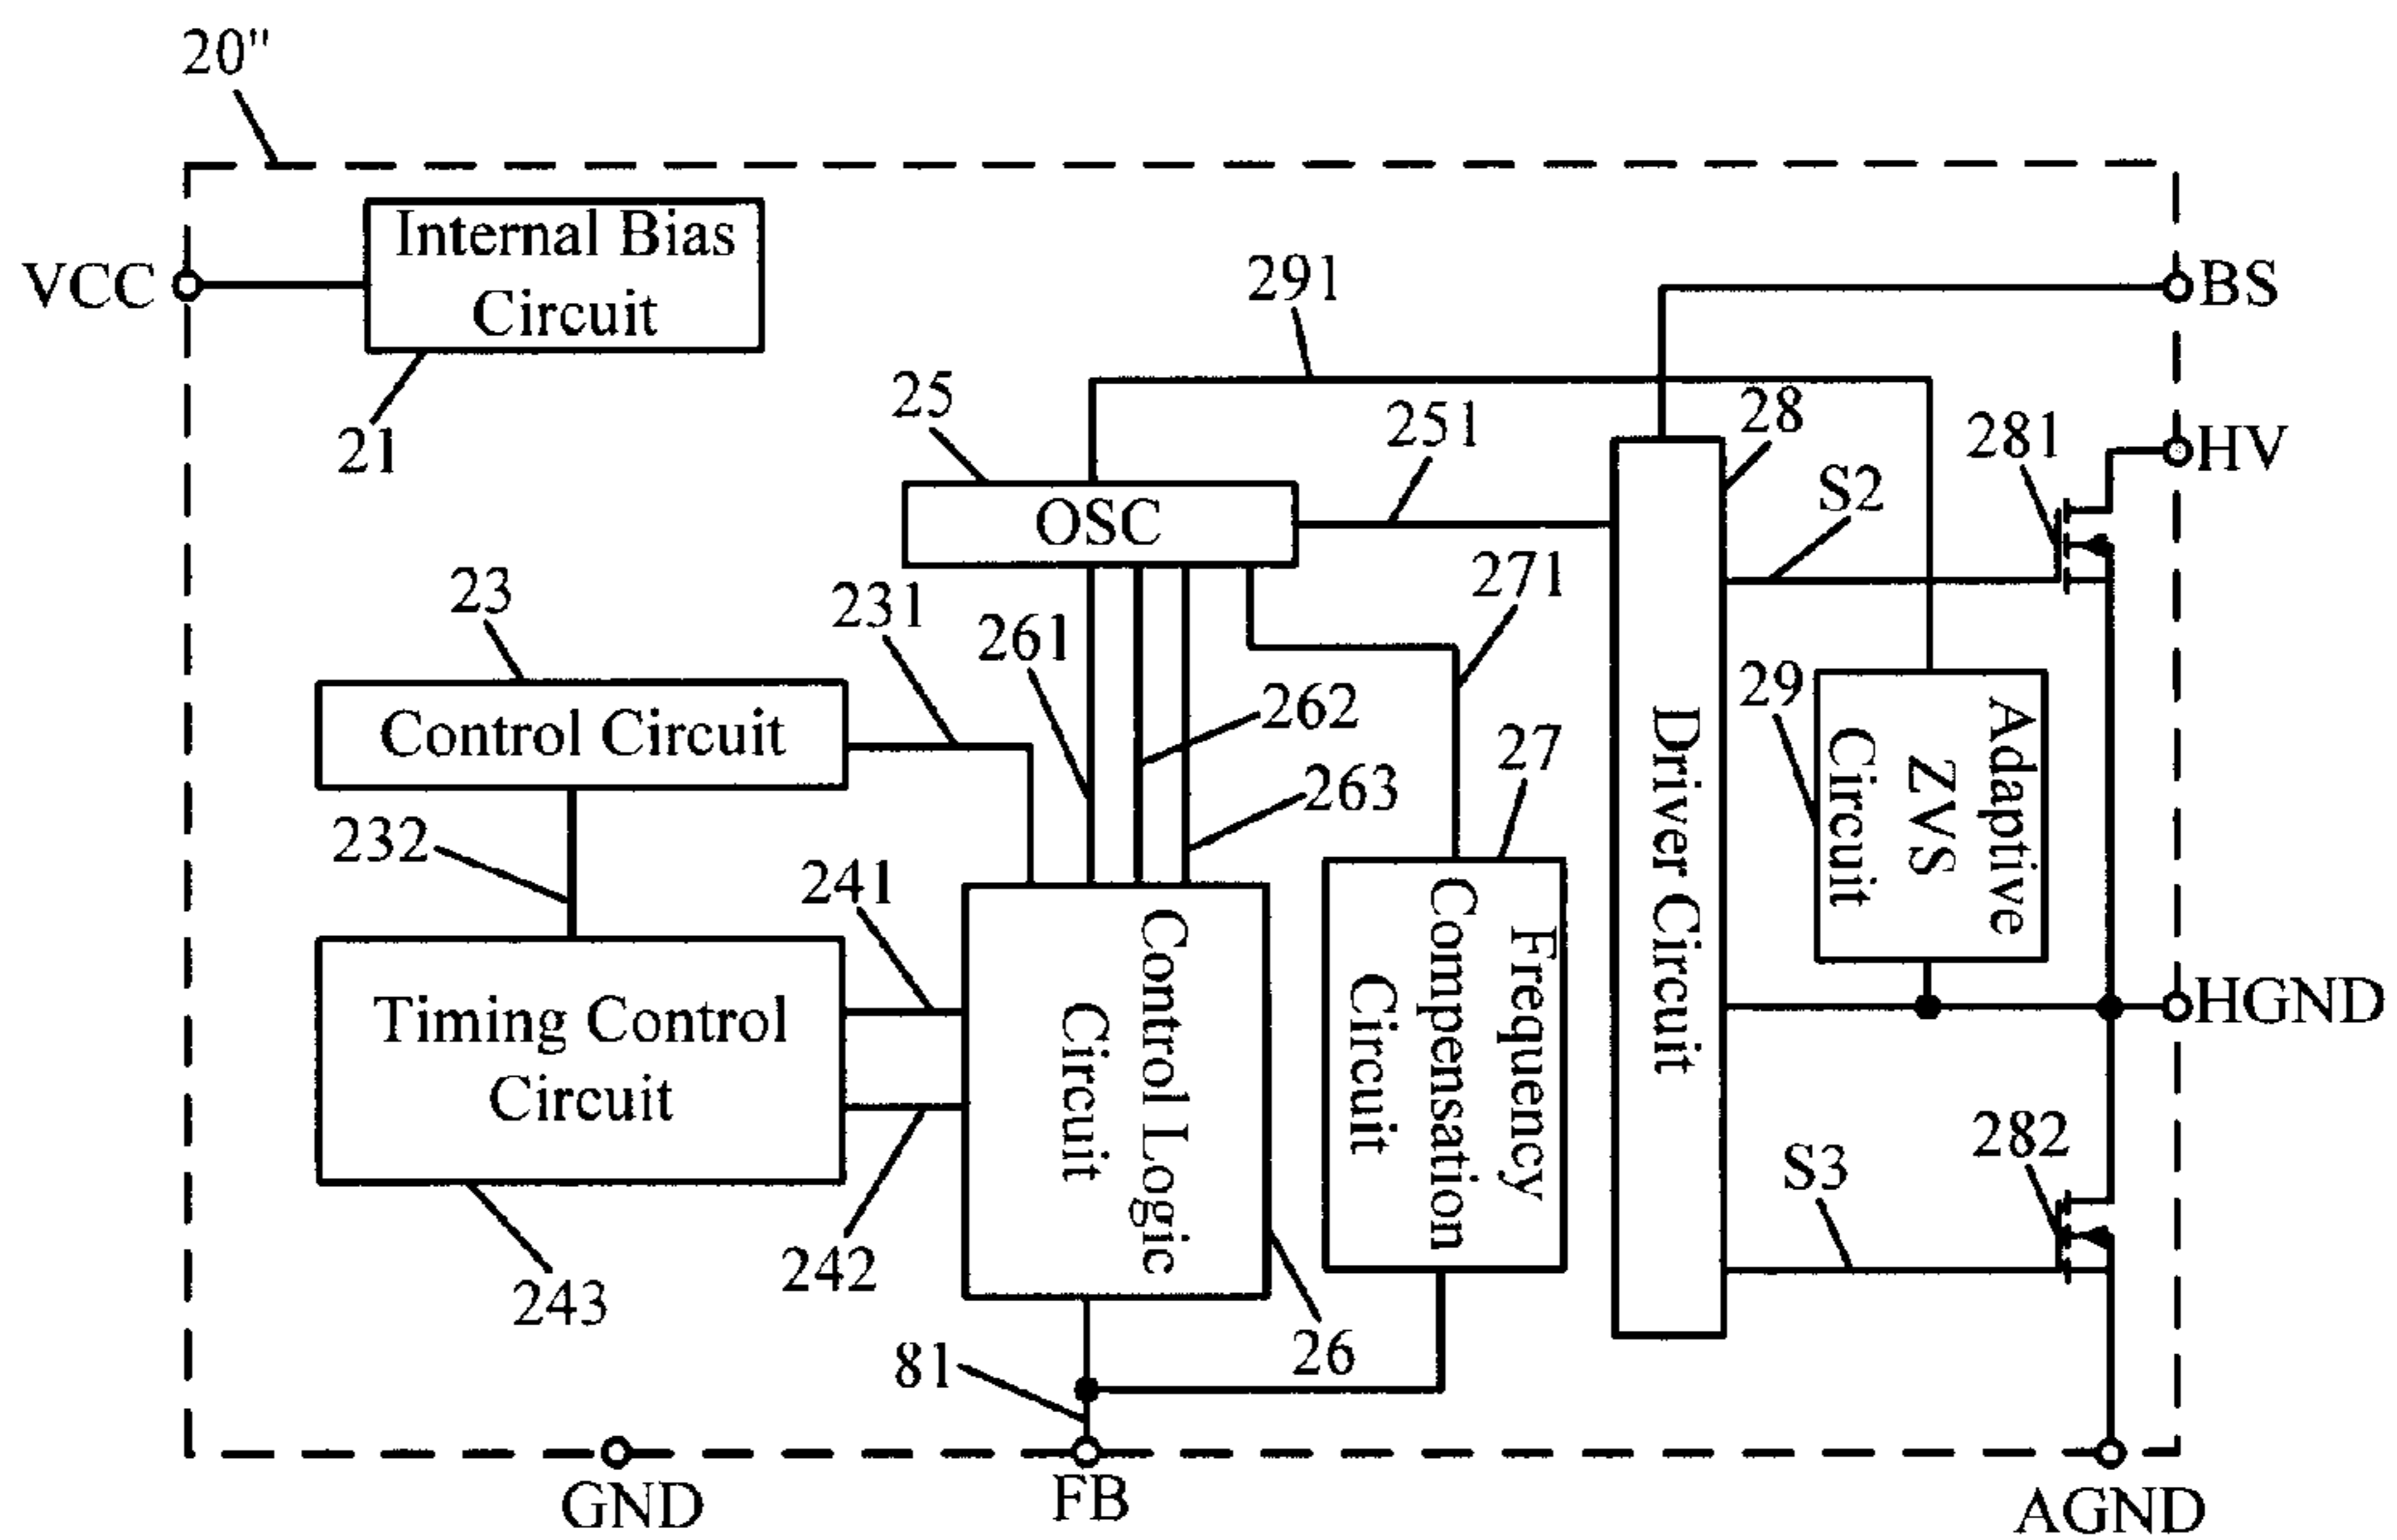 20"
Internal Bias
Circuit
VCC
BS
291
21
25
251
28
281
HV
S2
OSC
23
231
261
271
Control Circuit
262
27
29
Adaptive
ZVS
Circuit
263
232
241
Driver Circuit
Timing Control
Circuit
Control Logic
Circuit
Frequency
Compensation
Circuit
HGND
242
243
282
S3
81
26
GND
FB
AGND